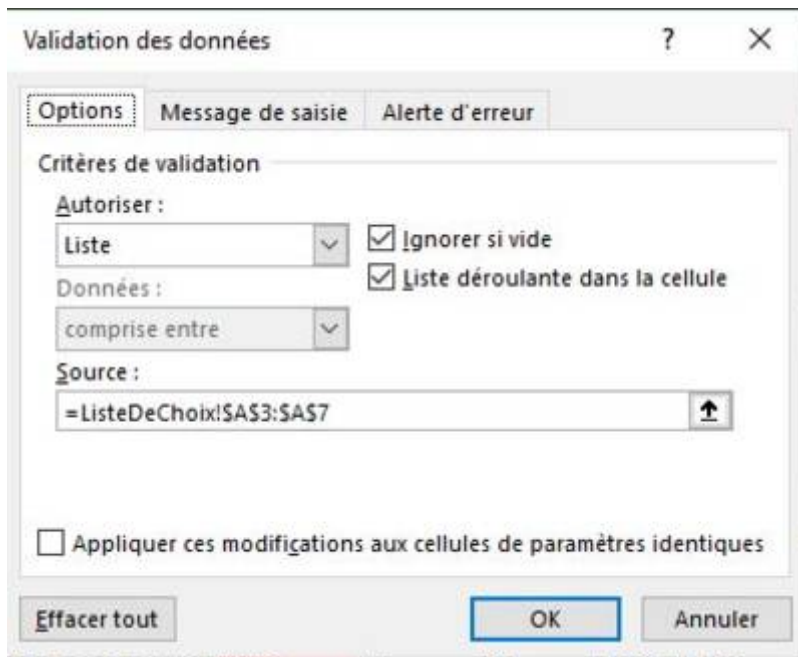 Validation des données ? ×
Options Message de saisie Alerte d'erreur
Critères de validation
Autoriser :
Liste
Ignorer si vide
Liste déroulante dans la cellule
Données :
comprise entre
Source :
=ListeDeChoix!$A$3:$A$7
Appliquer ces modifications aux cellules de paramètres identiques
Effacer tout OK Annuler